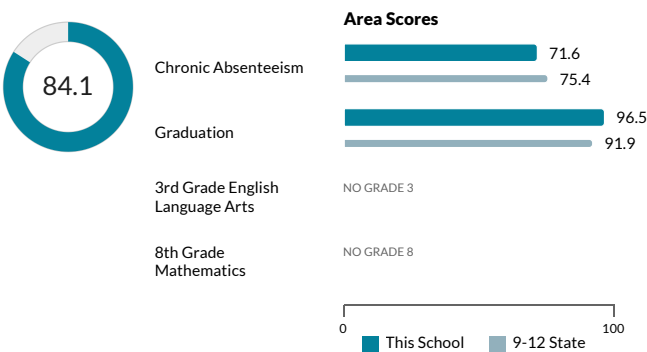 Area Scores
84.1
Chronic Absenteeism
71.6
75.4
Graduation
96.5
91.9
3rd Grade English
Language Arts
NO GRADE 3
8th Grade
Mathematics
NO GRADE 8
0 100
This School 9-12 State